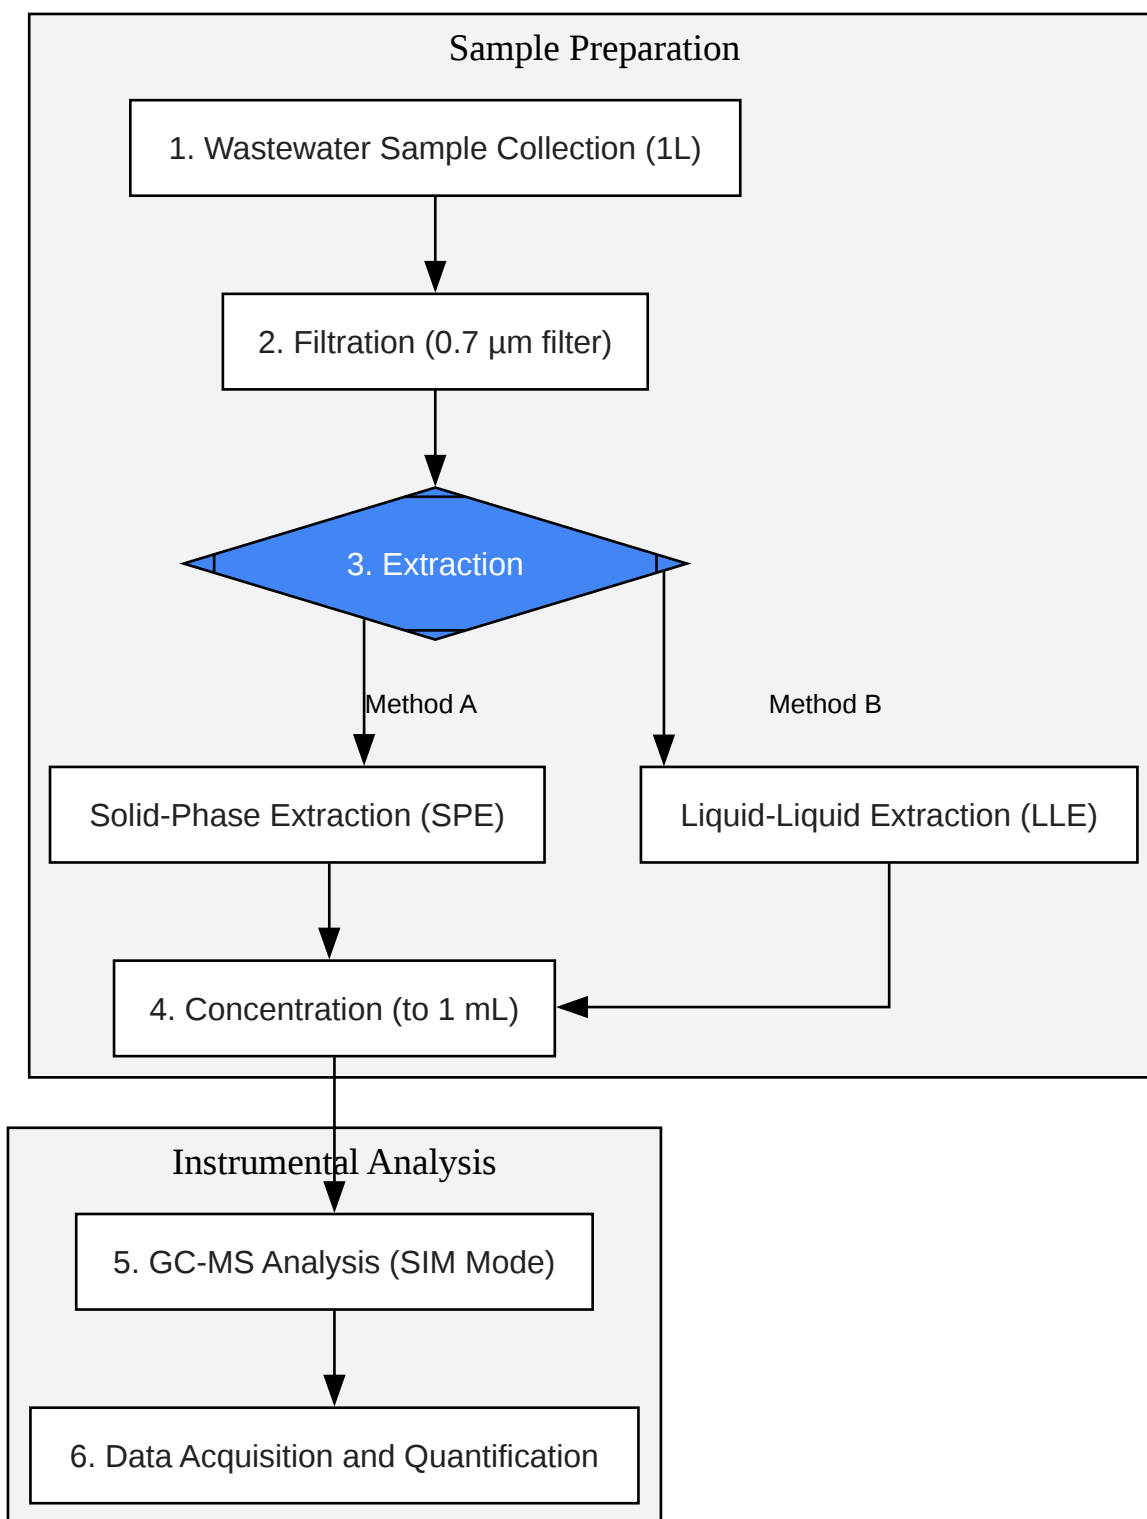 Sample Preparation
1. Wastewater Sample Collection (1L)
2. Filtration (0.7 µm filter)
3. Extraction
Method A
Method B
Solid-Phase Extraction (SPE)
Liquid-Liquid Extraction (LLE)
4. Concentration (to 1 mL)
Instrumental Analysis
5. GC-MS Analysis (SIM Mode)
6. Data Acquisition and Quantification